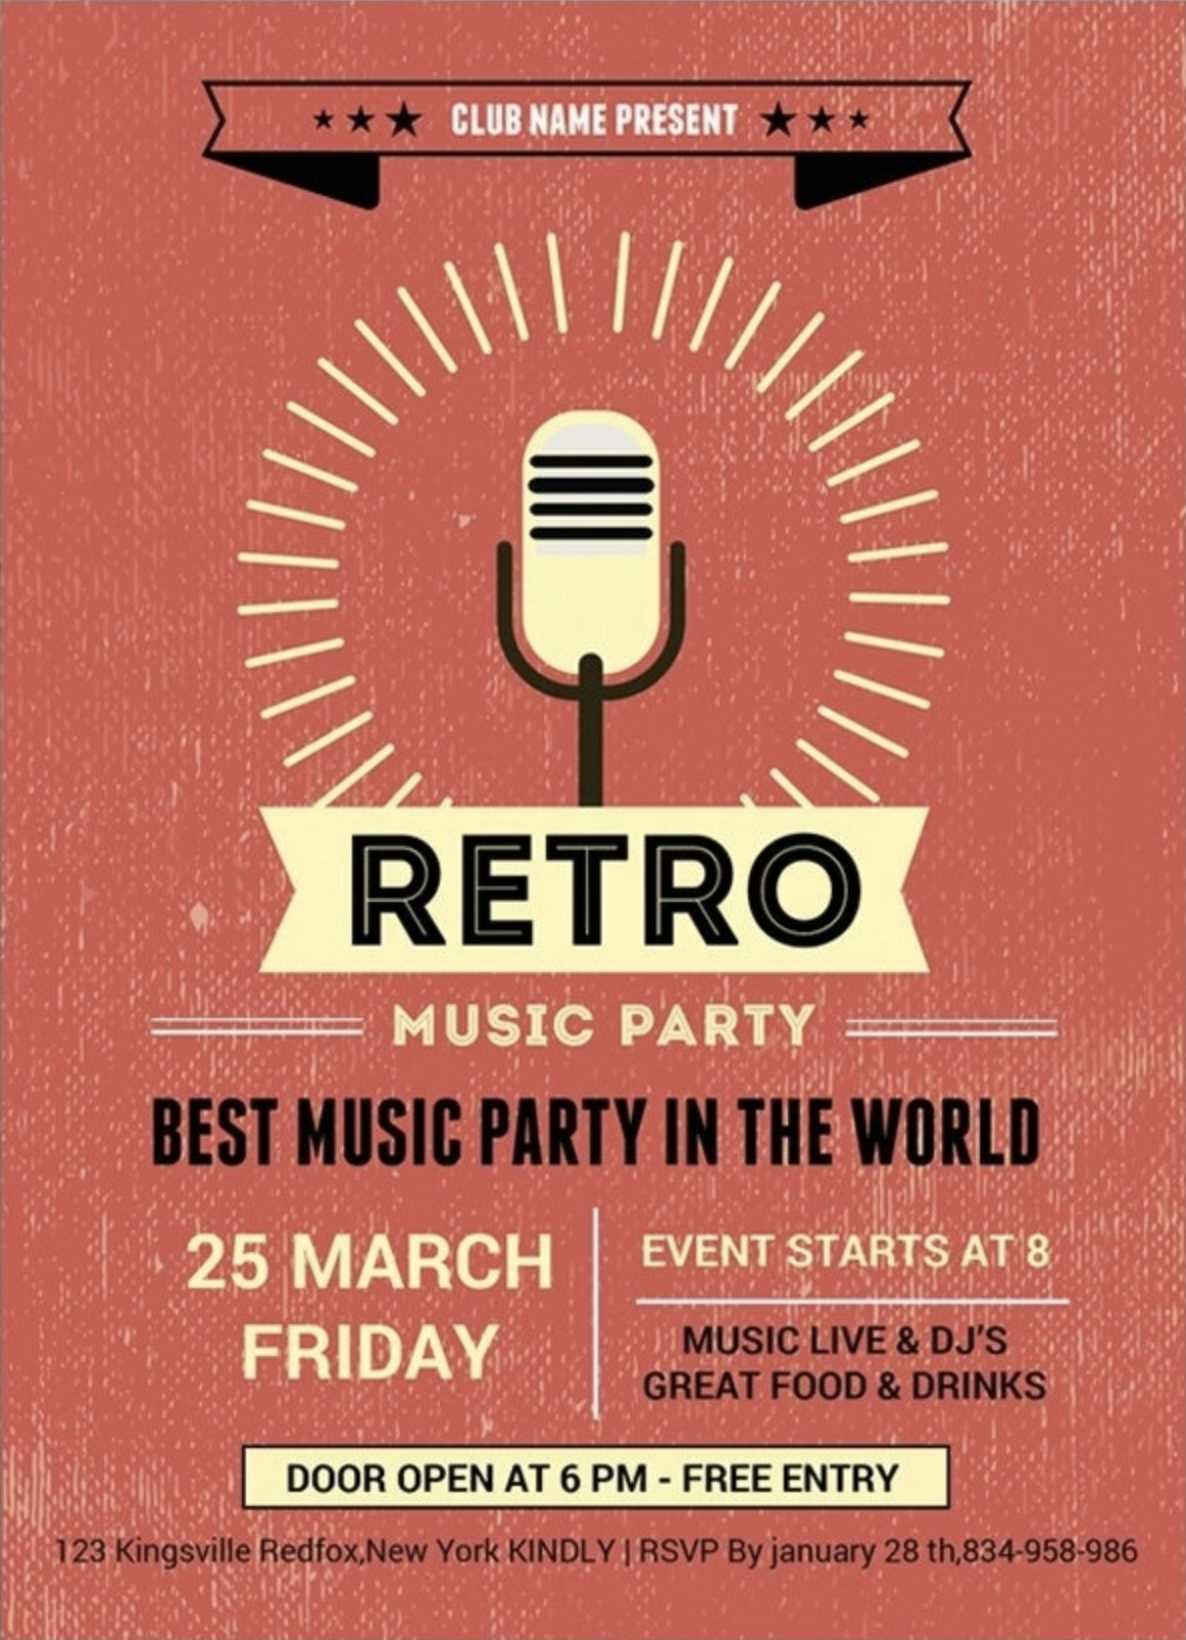 CLUB NAME PRESENT
RETRO
MUSIC PARTY
BEST MUSIC PARTY IN THE WORLD
25 MARCH
FRIDAY
EVENT STARTS AT 8
MUSIC LIVE & DJ'S
GREAT FOOD & DRINKS
DOOR OPEN AT 6 PM - FREE ENTRY
123 Kingsville Redfox,New York KINDLY | RSVP By january 28 th,834-958-986